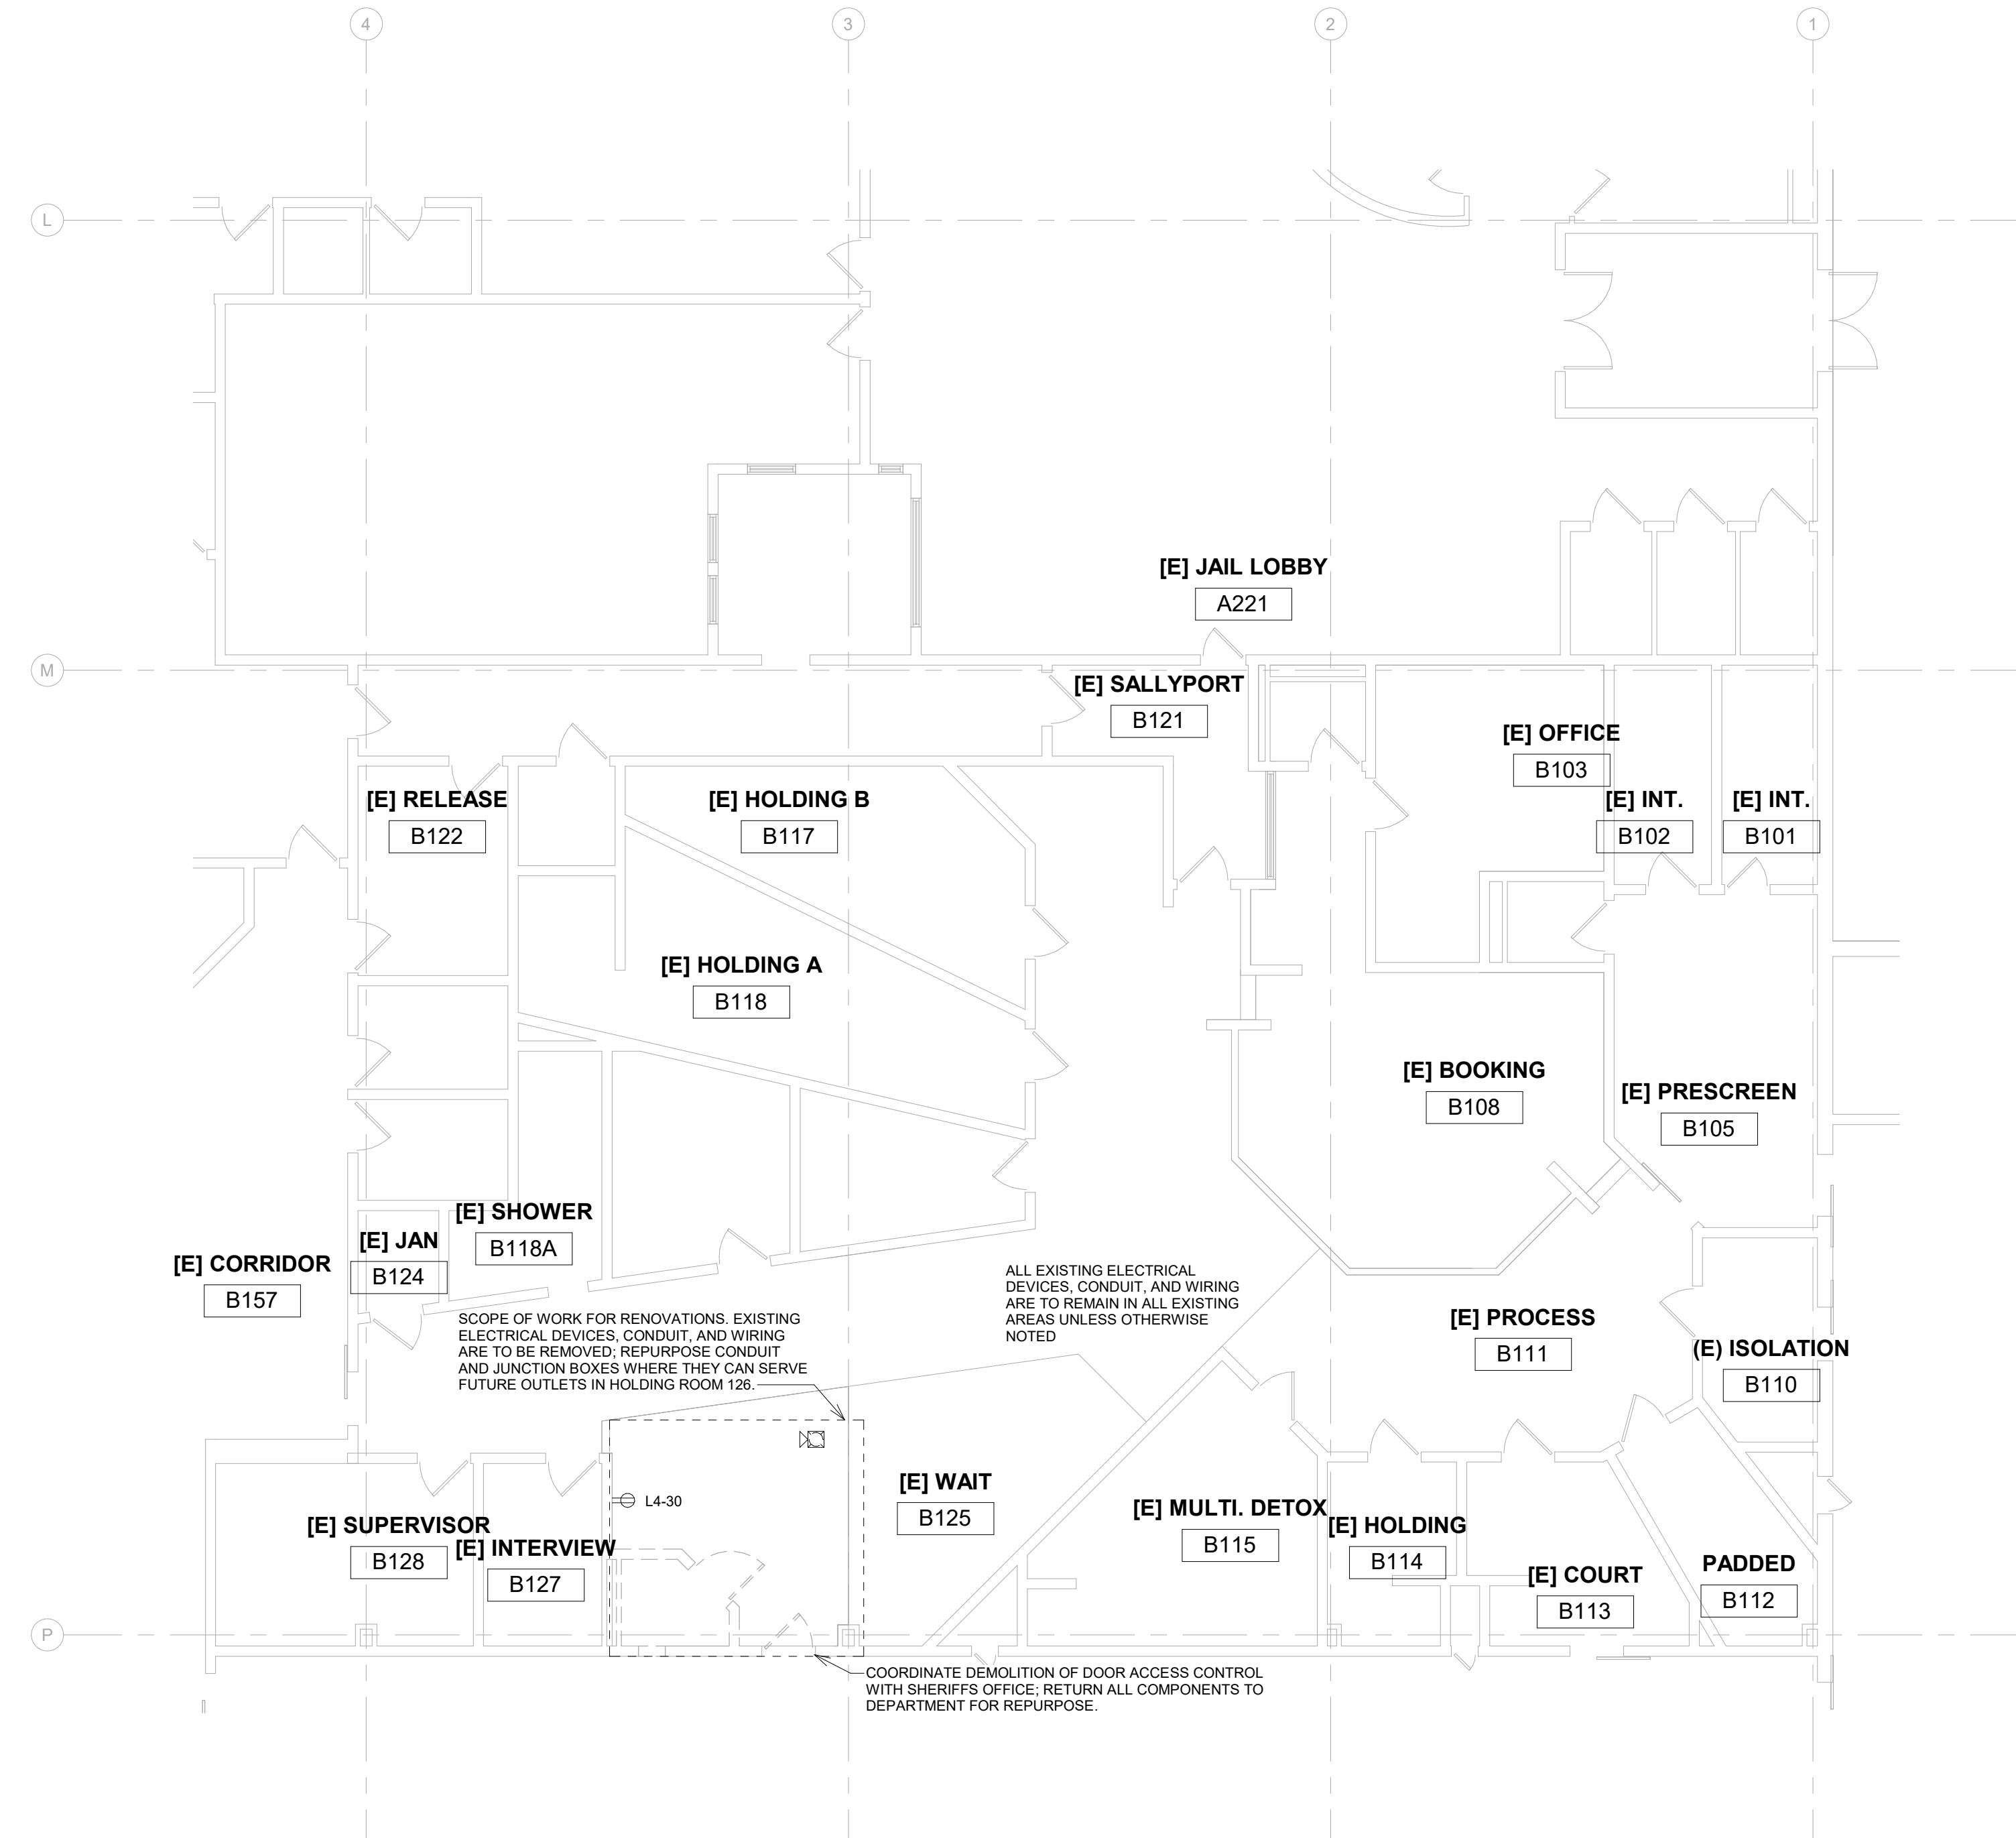 4
3
2
1
L
[E] JAIL LOBBY
A221
M
[E] SALLYPORT
B121
[E] OFFICE
B103
[E] RELEASE
B122
[E] HOLDING B
B117
[E] INT.
B102
[E] INT.
B101
[E] HOLDING A
B118
[E] BOOKING
B108
[E] PRESCREEN
B105
[E] SHOWER
B118A
[E] JAN
B124
[E] CORRIDOR
B157
ALL EXISTING ELECTRICAL
DEVICES, CONDUIT, AND WIRING
ARE TO REMAIN IN ALL EXISTING
AREAS UNLESS OTHERWISE
NOTED
SCOPE OF WORK FOR RENOVATIONS. EXISTING
ELECTRICAL DEVICES, CONDUIT, AND WIRING
ARE TO BE REMOVED; REPURPOSE CONDUIT
AND JUNCTION BOXES WHERE THEY CAN SERVE
FUTURE OUTLETS IN HOLDING ROOM 126.
[E] PROCESS
B111
(E) ISOLATION
B110
[E] WAIT
B125
L4-30
[E] MULTI. DETOX
B115
[E] HOLDING
B114
[E] SUPERVISOR
B128
[E] INTERVIEW
B127
[E] COURT
B113
PADDED
B112
P
COORDINATE DEMOLITION OF DOOR ACCESS CONTROL
WITH SHERIFFS OFFICE; RETURN ALL COMPONENTS TO
DEPARTMENT FOR REPURPOSE.